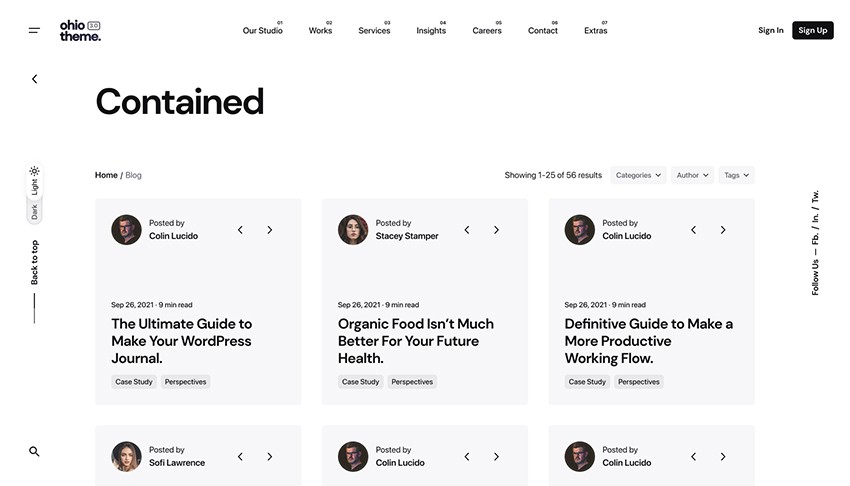 ohio 3.0
theme.
Our Studio 01
Works 02
Services 03
Insights 04
Careers 05
Contact 06
Extras 07
Sign In
Sign Up
Contained
Home / Blog
Showing 1-25 of 56 results
Categories
Author
Tags
Light
Dark
Back to top
Follow Us — Fb. / In. / Tw.
Posted by
Colin Lucido
Sep 26, 2021 · 9 min read
The Ultimate Guide to
Make Your WordPress
Journal.
Case Study Perspectives
Posted by
Stacey Stamper
Sep 26, 2021 · 9 min read
Organic Food Isn’t Much
Better For Your Future
Health.
Case Study Perspectives
Posted by
Colin Lucido
Sep 26, 2021 · 9 min read
Definitive Guide to Make a
More Productive
Working Flow.
Case Study Perspectives
Posted by
Sofi Lawrence
Posted by
Colin Lucido
Posted by
Colin Lucido